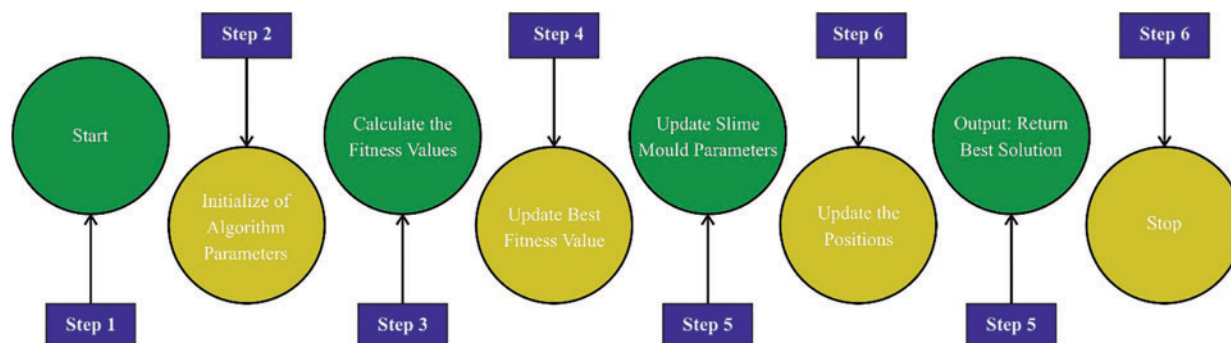 Step 2
Step 4
Step 6
Step 6
Start
Calculate the
Fitness Values
Update Slime
Mould Parameters
Output: Return
Best Solution
Initialize of
Algorithm
Parameters
Update Best
Fitness Value
Update the
Positions
Stop
Step 1
Step 3
Step 5
Step 5